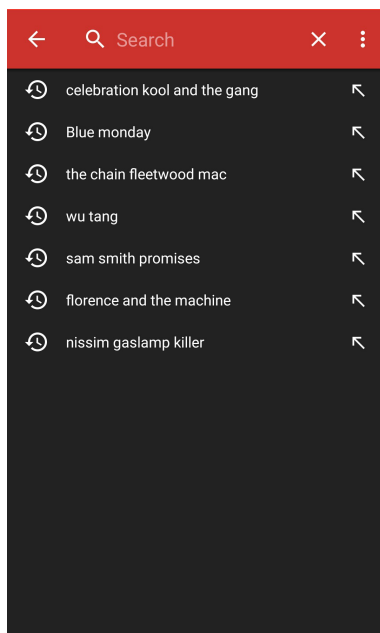 Search
celebration kool and the gang
Blue monday
the chain fleetwood mac
wu tang
sam smith promises
florence and the machine
nissim gaslamp killer